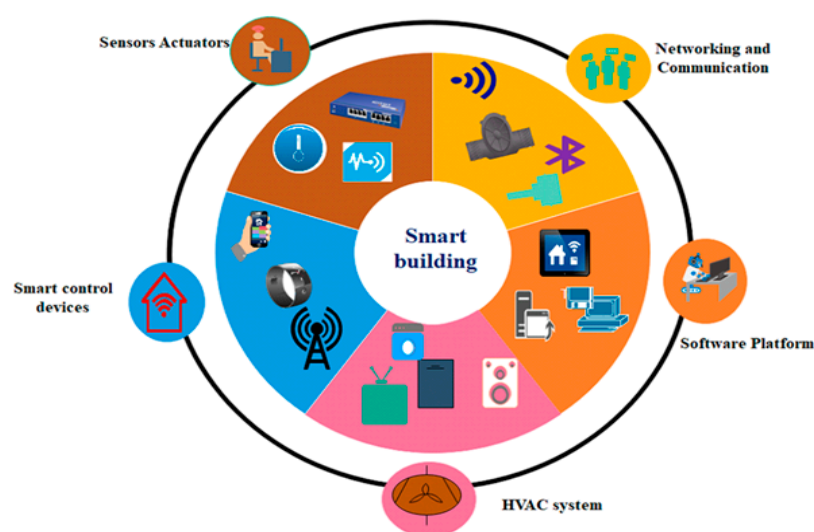 Sensors Actuators
Networking and
Communication
Smart
building
Smart control
devices
Software Platform
HVAC system